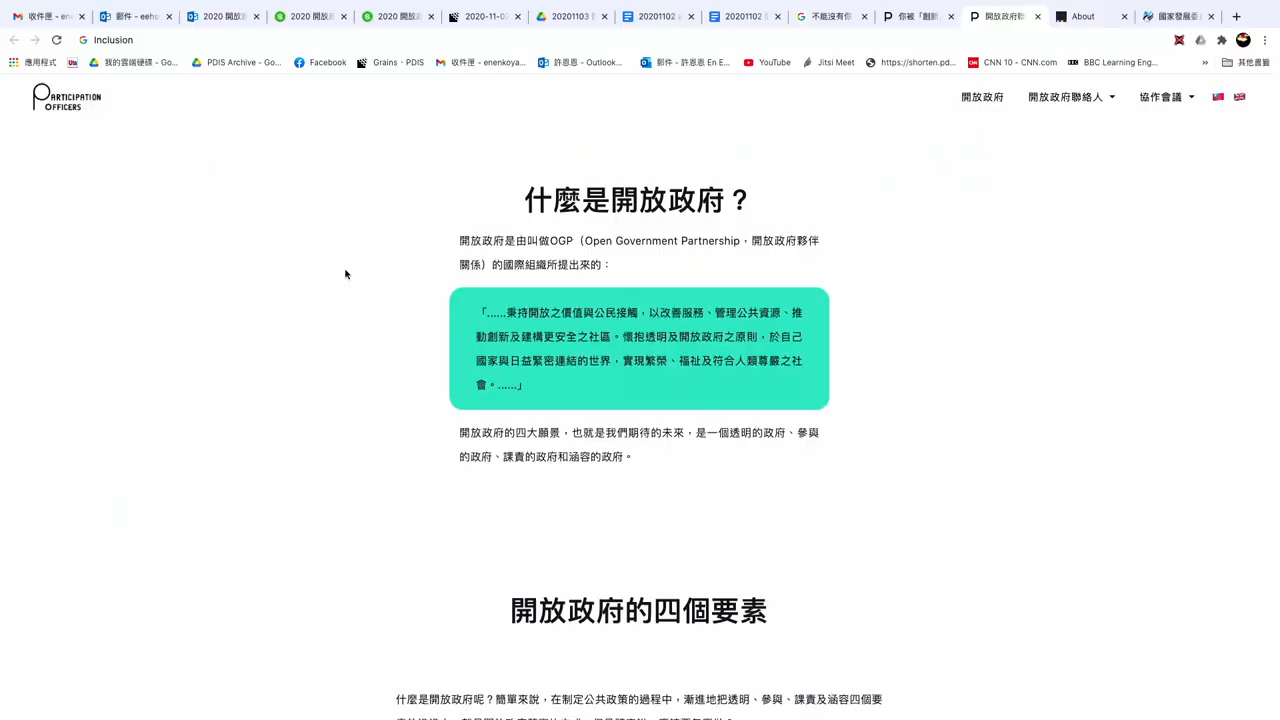 收件匣 - ene
郵件 - eehs
2020 開放政
2020 開放政
2020 開放政
2020-11-02
20201103
20201102
20201102
不能沒有你
你被「創新
開放政府聯
About
國家發展委
Inclusion
應用程式
我的雲端硬碟 - Go...
PDIS Archive - Go...
Facebook
Grains · PDIS
收件匣 - enenkoya...
許恩恩 - Outlook...
郵件 - 許恩恩 En E...
YouTube
Jitsi Meet
https://shorten.pd...
CNN 10 - CNN.com
BBC Learning Eng...
»
其他書籤
PARTICIPATION
OFFICERS
開放政府
開放政府聯絡人
協作會議
什麼是開放政府?
開放政府是由叫做OGP(Open Government Partnership,開放政府夥伴
關係)的國際組織所提出來的:
「......秉持開放之價值與公民接觸,以改善服務、管理公共資源、推
動創新及建構更安全之社區。懷抱透明及開放政府之原則,於自己
國家與日益緊密連結的世界,實現繁榮、福祉及符合人類尊嚴之社
會。......」
開放政府的四大願景,也就是我們期待的未來,是一個透明的政府、參與
的政府、課責的政府和涵容的政府。
開放政府的四個要素
什麼是開放政府呢?簡單來說,在制定公共政策的過程中,漸進地把透明、參與、課責及涵容四個要